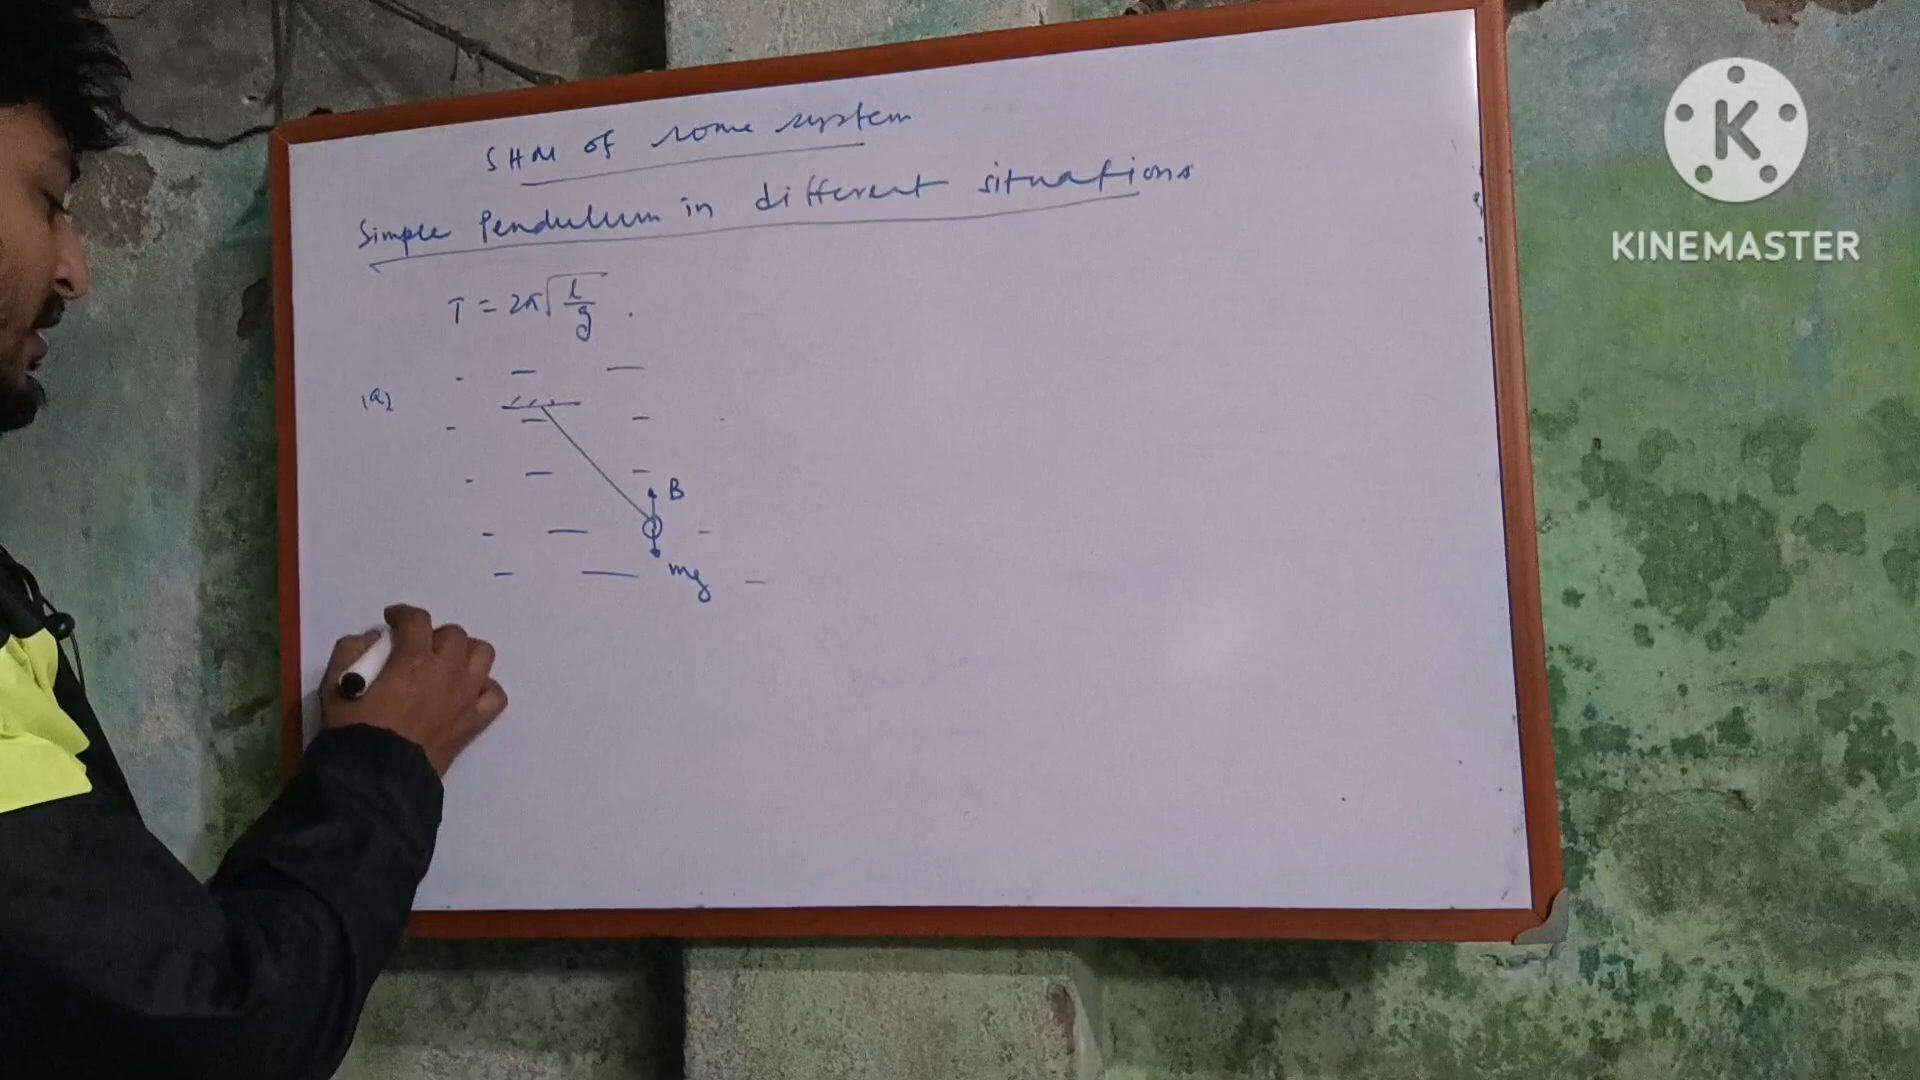 SHM of some system
Simple Pendulum in different situations
T = 2π√(l/g) .
(a)
B
mg
K
KINEMASTER